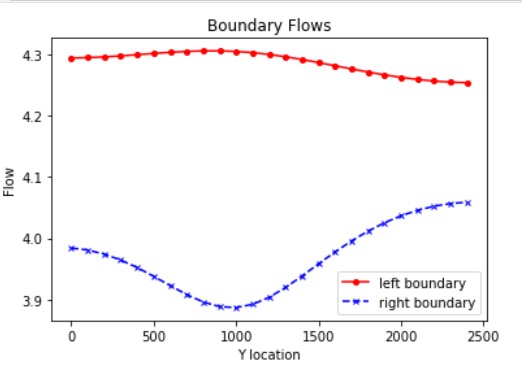 Boundary Flows
4.3
4.2
4.1
4.0
3.9
Flow
0 500 1000 1500 2000 2500
Y location
left boundary
right boundary